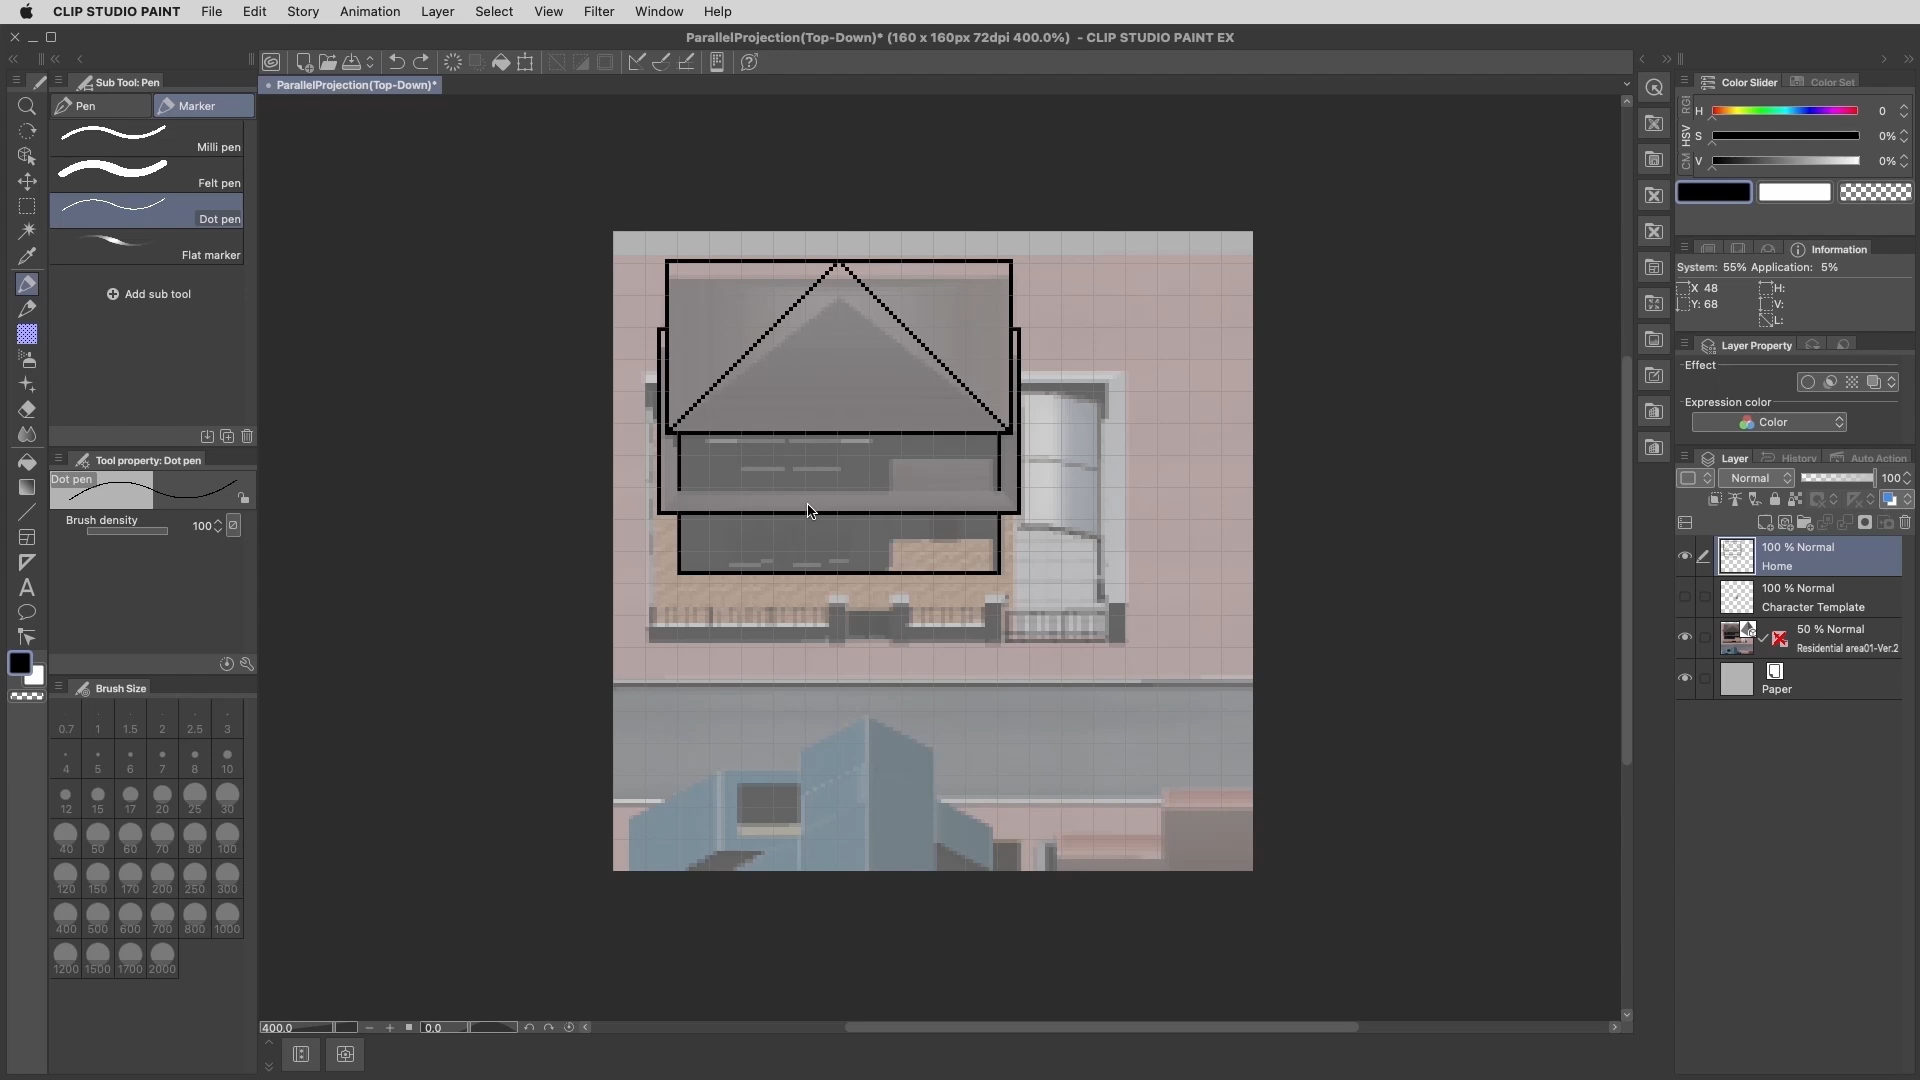 CLIP STUDIO PAINT File Edit Story Animation Layer Select View Filter Window Help
ParallelProjection(Top-Down)* (160 x 160px 72dpi 400.0%) - CLIP STUDIO PAINT EX
Sub Tool: Pen
ParallelProjection(Top-Down)*
Pen
Marker
Milli pen
Felt pen
Dot pen
Flat marker
Add sub tool
Tool property: Dot pen
Dot pen
Brush density 100
Brush Size
0.7 1 1.5 2 2.5 3
4 5 6 7 8 10
12 15 17 20 25 30
40 50 60 70 80 100
120 150 170 200 250 300
400 500 600 700 800 1000
1200 1500 1700 2000
400.0
0.0
Color Slider Color Set
HSV
H 0
S 0%
V 0%
Information
System: 55% Application: 5%
X 48 H:
Y: 68 V:
L:
Layer Property
Effect
Expression color
Color
Layer History Auto Action
Normal 100
100 % Normal
Home
100 % Normal
Character Template
50 % Normal
Residential area01-Ver.2
Paper